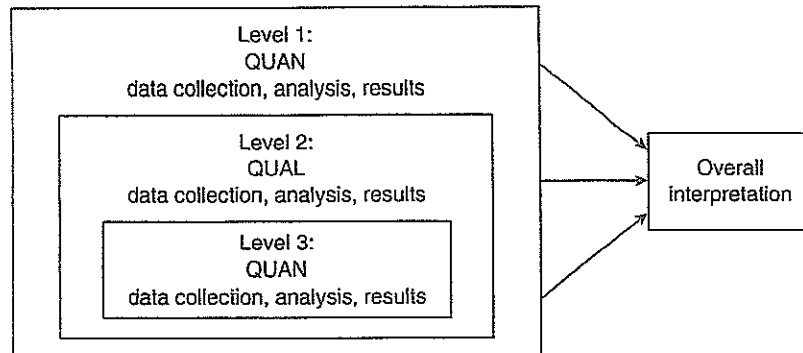 Level 1:
QUAN
data collection, analysis, results
Level 2:
QUAL
data collection, analysis, results
Level 3:
QUAN
data collection, analysis, results
Overall
interpretation